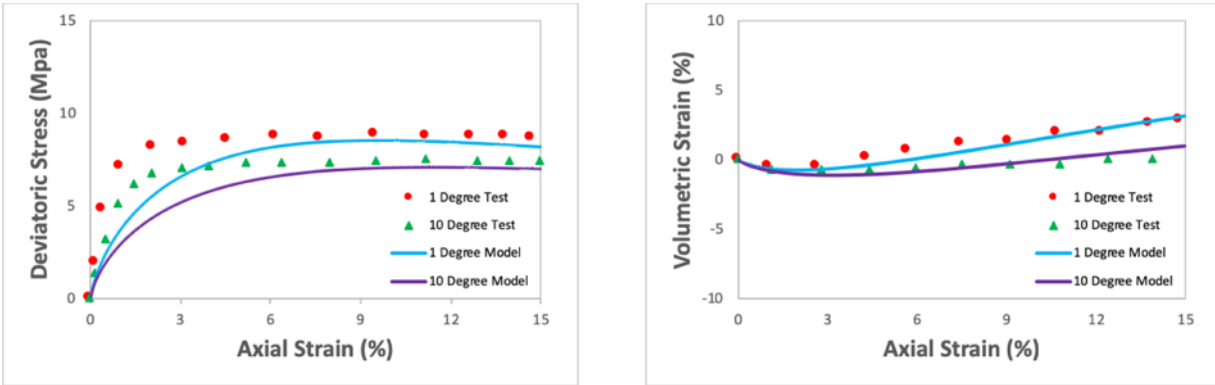 15
10
5
0
0
3
6
9
12
15
Deviatoric Stress (Mpa)
Axial Strain (%)
1 Degree Test
10 Degree Test
1 Degree Model
10 Degree Model
10
5
0
-5
-10
0
3
6
9
12
15
Volumetric Strain (%)
Axial Strain (%)
1 Degree Test
10 Degree Test
1 Degree Model
10 Degree Model